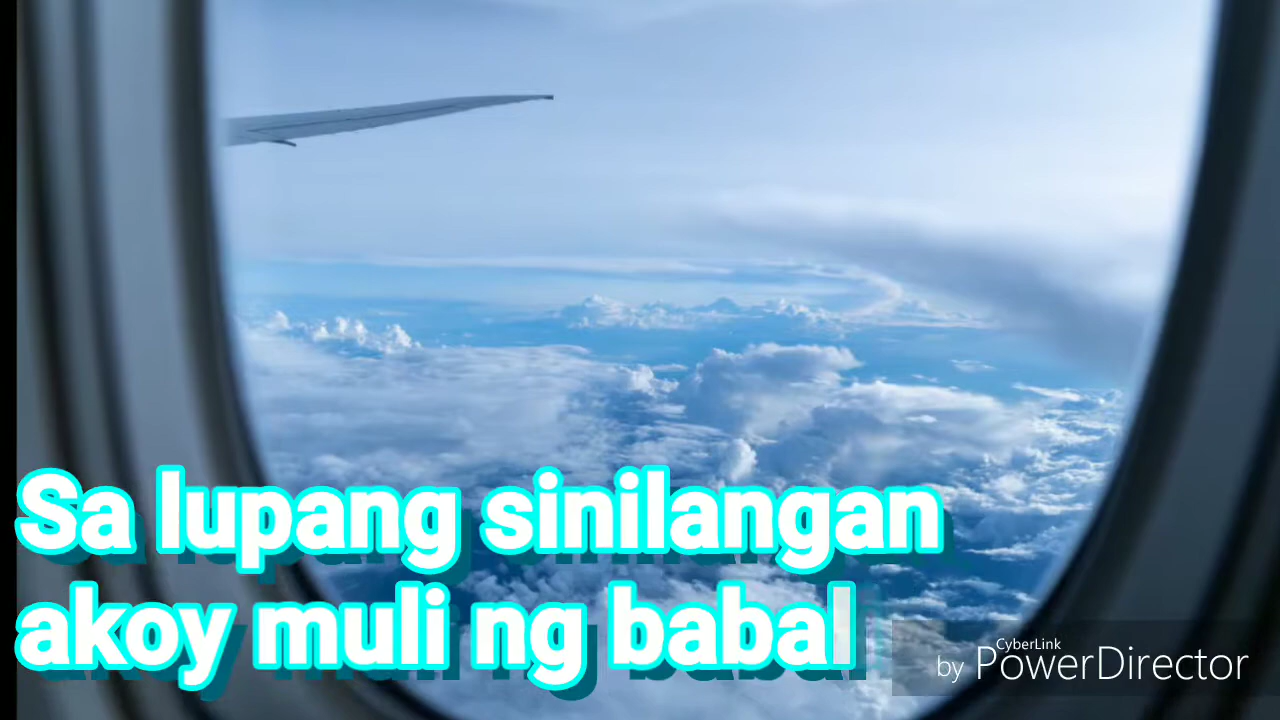 Sa lupang sinilangan
akoy muli ng babal
CyberLink
by PowerDirector